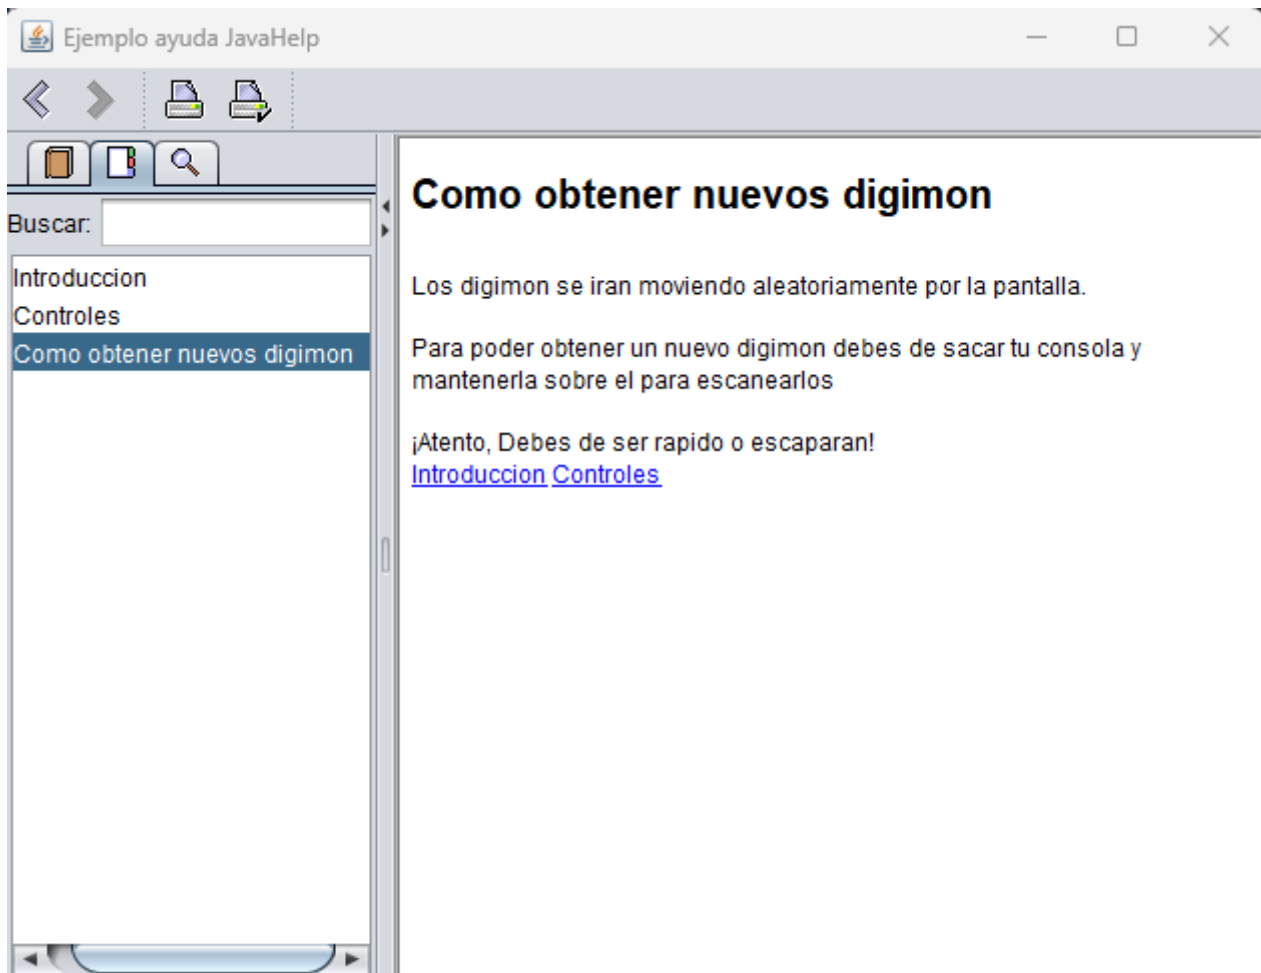 Ejemplo ayuda JavaHelp
Buscar:
Introduccion
Controles
Como obtener nuevos digimon
Como obtener nuevos digimon
Los digimon se iran moviendo aleatoriamente por la pantalla.
Para poder obtener un nuevo digimon debes de sacar tu consola y
mantenerla sobre el para escanearlos
¡Atento, Debes de ser rapido o escaparan!
Introduccion Controles